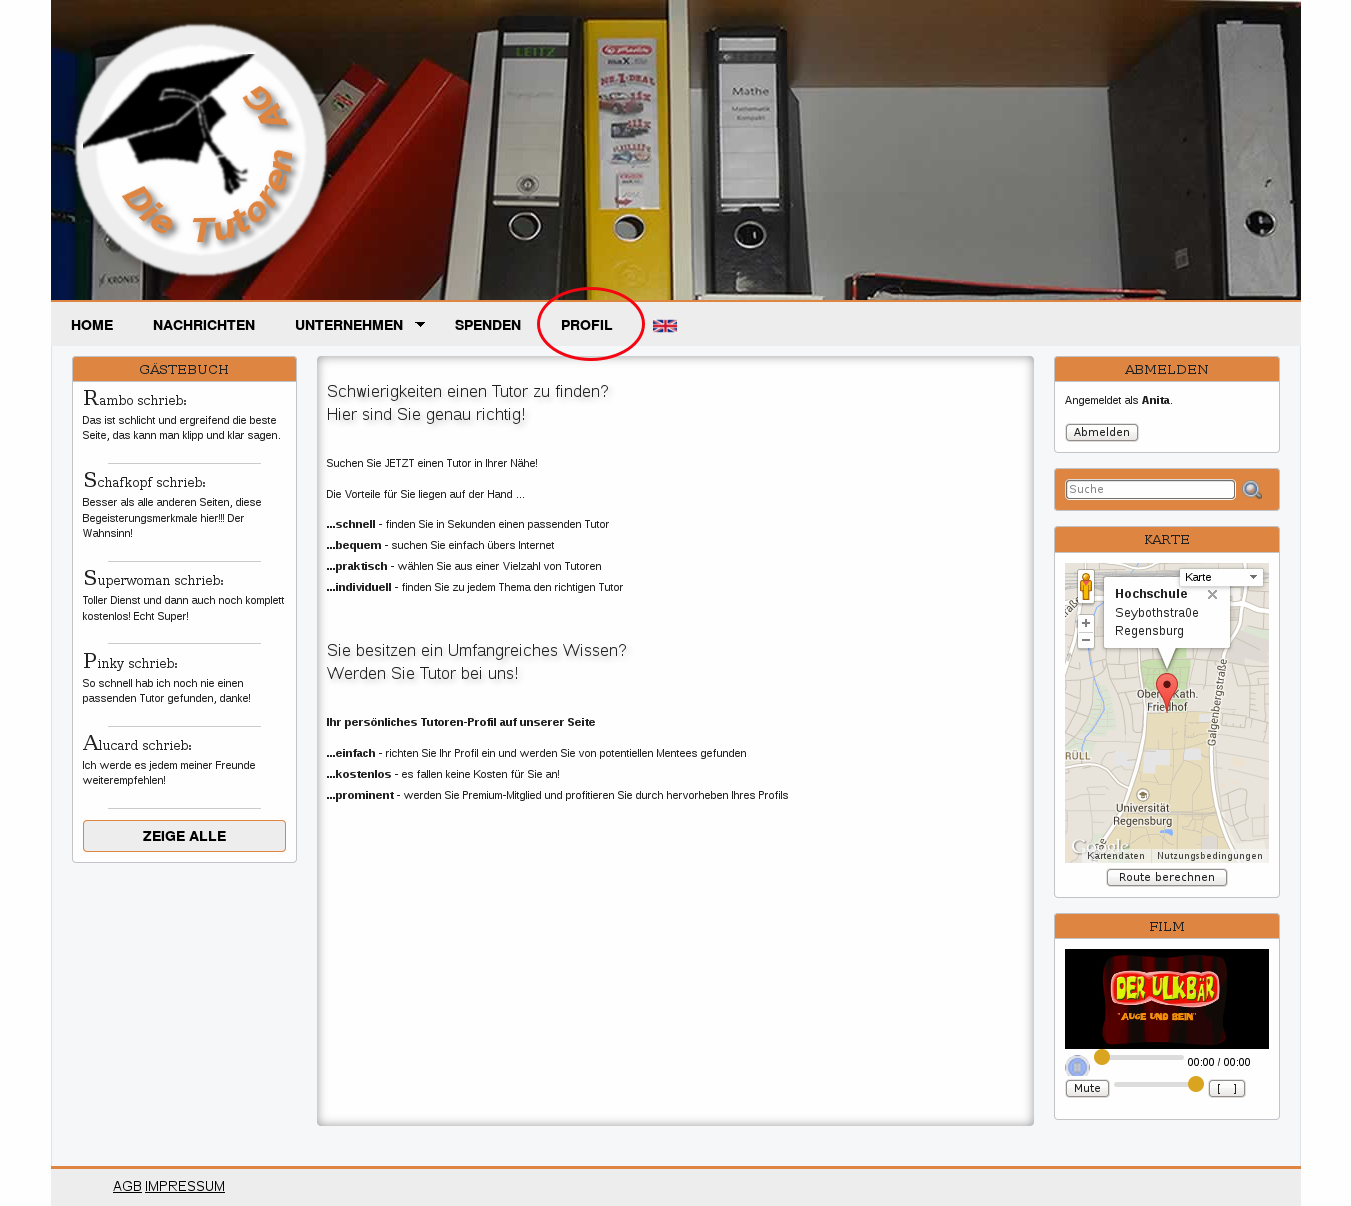 Die Tutoren AG
KRONES
LEITZ
maX.file
NR.1-DEAL
Mathe
Mathematik
Kompakt
HOME
NACHRICHTEN
UNTERNEHMEN
SPENDEN
PROFIL
GÄSTEBUCH
Rambo schrieb:
Das ist schlicht und ergreifend die beste
Seite, das kann man klipp und klar sagen.
Schafkopf schrieb:
Besser als alle anderen Seiten, diese
Begeisterungsmerkmale hier!!! Der
Wahnsinn!
Superwoman schrieb:
Toller Dienst und dann auch noch komplett
kostenlos! Echt Super!
Pinky schrieb:
So schnell hab ich noch nie einen
passenden Tutor gefunden, danke!
Alucard schrieb:
Ich werde es jedem meiner Freunde
weiterempfehlen!
ZEIGE ALLE
Schwierigkeiten einen Tutor zu finden?
Hier sind Sie genau richtig!
Suchen Sie JETZT einen Tutor in Ihrer Nähe!
Die Vorteile für Sie liegen auf der Hand ...
...schnell - finden Sie in Sekunden einen passenden Tutor
...bequem - suchen Sie einfach übers Internet
...praktisch - wählen Sie aus einer Vielzahl von Tutoren
...individuell - finden Sie zu jedem Thema den richtigen Tutor
Sie besitzen ein Umfangreiches Wissen?
Werden Sie Tutor bei uns!
Ihr persönliches Tutoren-Profil auf unserer Seite
...einfach - richten Sie Ihr Profil ein und werden Sie von potentiellen Mentees gefunden
...kostenlos - es fallen keine Kosten für Sie an!
...prominent - werden Sie Premium-Mitglied und profitieren Sie durch hervorheben Ihres Profils
ABMELDEN
Angemeldet als Anita.
Abmelden
Suche
KARTE
Karte
Hochschule
Seybothstraße
Regensburg
+
−
Kath.
Friedhof
Galgenbergstraße
RÜLL
Universität
Regensburg
Google
Kartendaten
Nutzungsbedingungen
Route berechnen
FILM
DER ULKBÄR
"AUGE UND BEIN"
00:00 / 00:00
Mute
[ ]
AGB IMPRESSUM